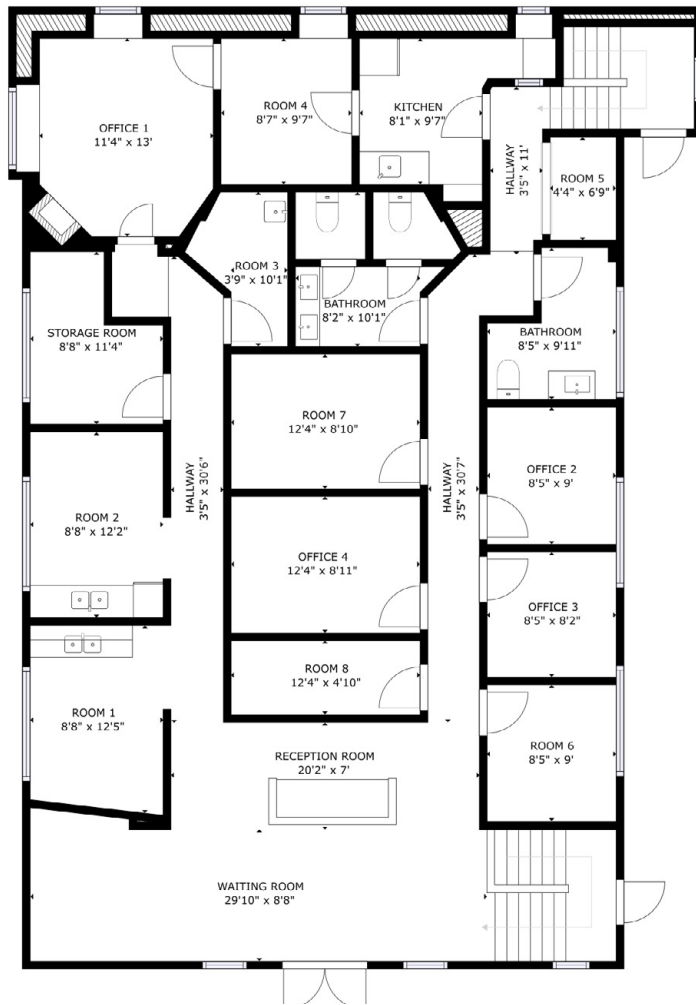 OFFICE 1
11'4" x 13'
ROOM 4
8'7" x 9'7"
KITCHEN
8'1" x 9'7"
HALLWAY
3'5" x 11'
ROOM 5
4'4" x 6'9"
ROOM 3
3'9" x 10'1"
BATHROOM
8'2" x 10'1"
STORAGE ROOM
8'8" x 11'4"
BATHROOM
8'5" x 9'11"
ROOM 7
12'4" x 8'10"
OFFICE 2
8'5" x 9'
HALLWAY
3'5" x 30'6"
HALLWAY
3'5" x 30'7"
ROOM 2
8'8" x 12'2"
OFFICE 4
12'4" x 8'11"
OFFICE 3
8'5" x 8'2"
ROOM 8
12'4" x 4'10"
ROOM 1
8'8" x 12'5"
RECEPTION ROOM
20'2" x 7'
ROOM 6
8'5" x 9'
WAITING ROOM
29'10" x 8'8"